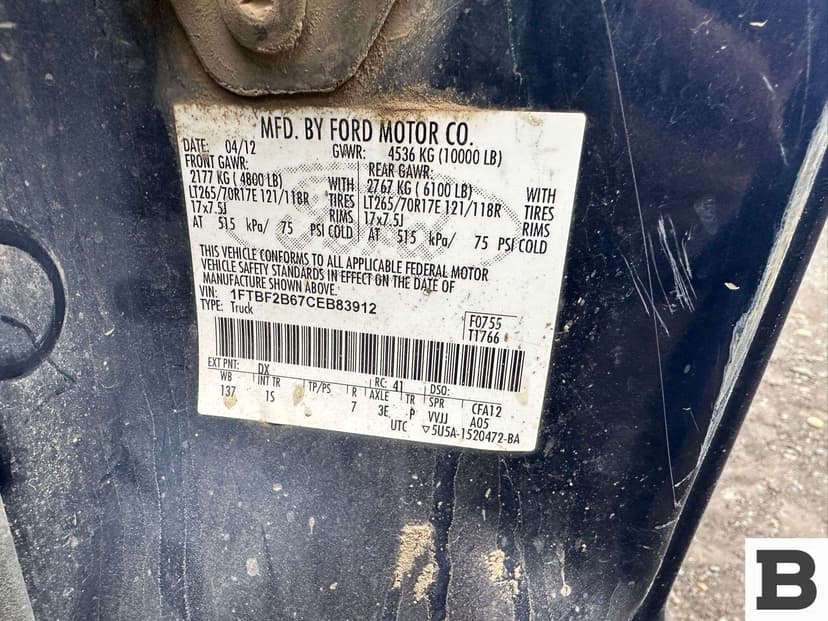 MFD. BY FORD MOTOR CO.
DATE: 04/12 GVWR: 4536 KG (10000 LB)
FRONT GAWR: REAR GAWR:
2177 KG ( 4800 LB) WITH 2767 KG ( 6100 LB) WITH
LT265/70R17E 121/118R TIRES LT265/70R17E 121/118R TIRES
17x7.5J RIMS 17x7.5J RIMS
AT 515 kPa/ 75 PSI COLD AT 515 kPa/ 75 PSI COLD
THIS VEHICLE CONFORMS TO ALL APPLICABLE FEDERAL MOTOR
VEHICLE SAFETY STANDARDS IN EFFECT ON THE DATE OF
MANUFACTURE SHOWN ABOVE.
VIN: 1FTBF2B67CEB83912
TYPE: Truck
F0755
T1766
EXT PNT: DX RC: 41 DSO:
WB INT TR TP/PS R AXLE TR SPR CFA12
137 1S 7 3E P VVJJ A05
UTC ▽5U5A-1520472-BA
B